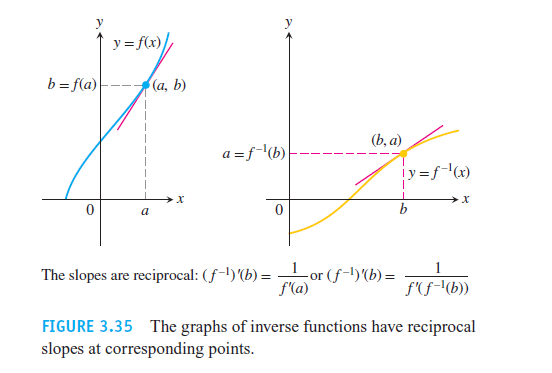 y
y = f(x)
b = f(a)
(a, b)
0
a
x
y
(b, a)
a = f⁻¹(b)
y = f⁻¹(x)
0
b
x
The slopes are reciprocal: (f⁻¹)′(b) = 1/f′(a) or (f⁻¹)′(b) = 1/f′(f⁻¹(b))
FIGURE 3.35 The graphs of inverse functions have reciprocal
slopes at corresponding points.